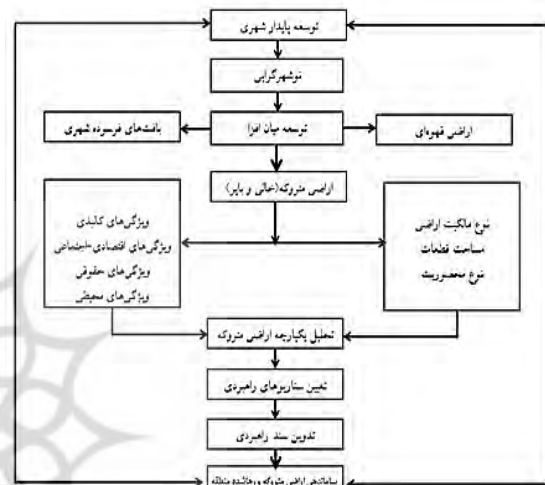 توسعه پایدار شهری
نوشهرگرایی
اراضی قهوه‌ای
توسعه میان افزا
بافت‌های فرسوده شهری
اراضی متروکه(خالی و بایر)
نوع مالکیت اراضی
مساحت قطعات
نوع محصوریت
ویژگی‌های کالبدی
ویژگی‌های اقتصادی-اجتماعی
ویژگی‌های حقوقی
ویژگی‌های محیطی
تحلیل یکپارچه اراضی متروکه
تعیین سناریوهای راهبردی
تدوین سند راهبردی
ساماندهی اراضی متروکه و رهاشده منطقه